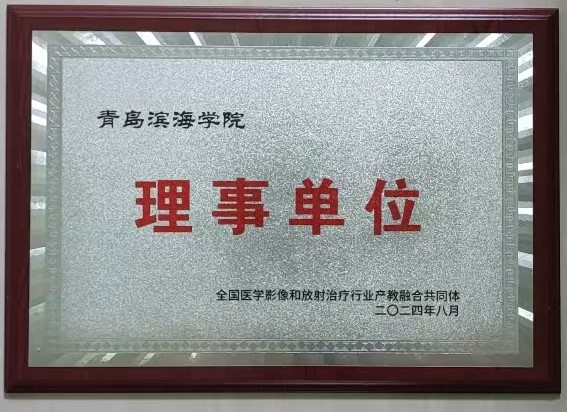 青岛滨海学院
理事单位
全国医学影像和放射治疗行业产教融合共同体
二〇二四年八月